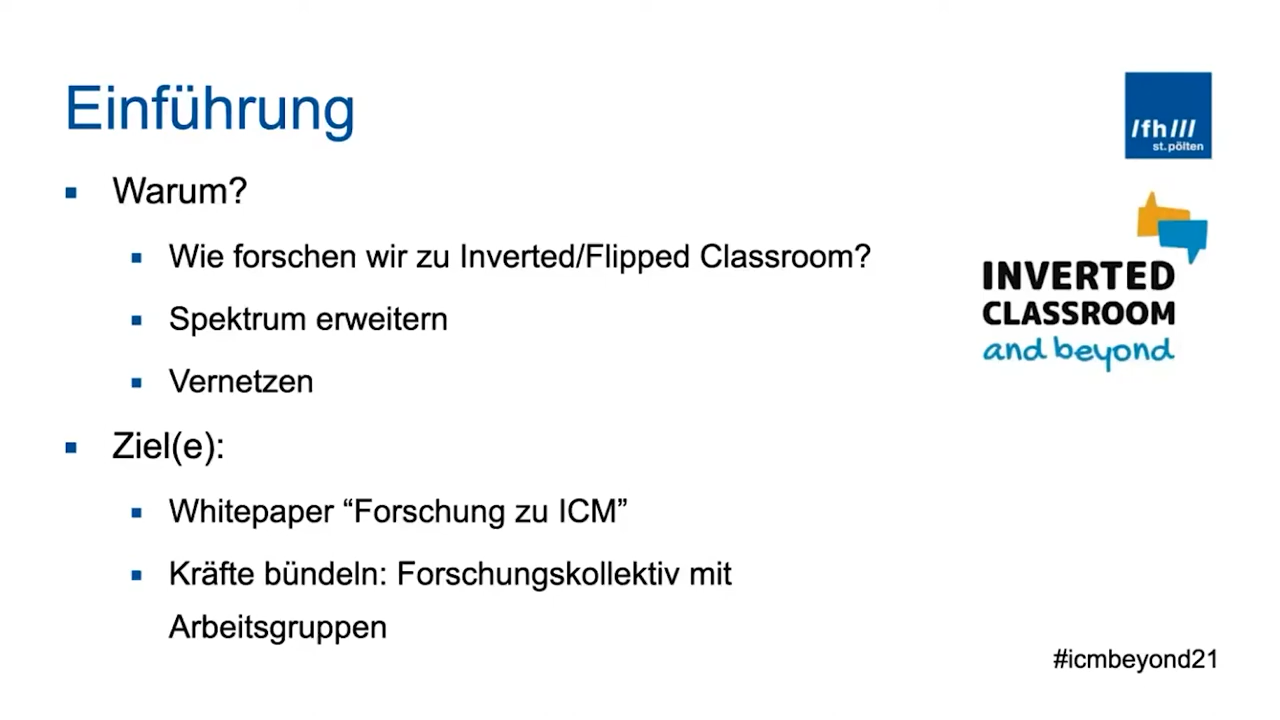 Einführung
/fh///
st.pölten
▪ Warum?
▪ Wie forschen wir zu Inverted/Flipped Classroom?
▪ Spektrum erweitern
▪ Vernetzen
INVERTED
CLASSROOM
and beyond
▪ Ziel(e):
▪ Whitepaper “Forschung zu ICM”
▪ Kräfte bündeln: Forschungskollektiv mit
Arbeitsgruppen
#icmbeyond21